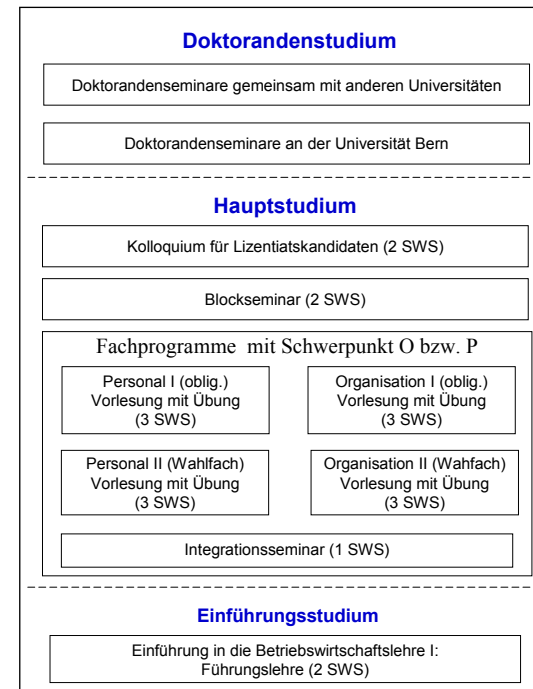 Doktorandenstudium
Doktorandenseminare gemeinsam mit anderen Universitäten
Doktorandenseminare an der Universität Bern
Hauptstudium
Kolloquium für Lizentiatskandidaten (2 SWS)
Blockseminar (2 SWS)
Fachprogramme mit Schwerpunkt O bzw. P
Personal I (oblig.)
Vorlesung mit Übung
(3 SWS)
Organisation I (oblig.)
Vorlesung mit Übung
(3 SWS)
Personal II (Wahlfach)
Vorlesung mit Übung
(3 SWS)
Organisation II (Wahfach)
Vorlesung mit Übung
(3 SWS)
Integrationsseminar (1 SWS)
Einführungsstudium
Einführung in die Betriebswirtschaftslehre I:
Führungslehre (2 SWS)